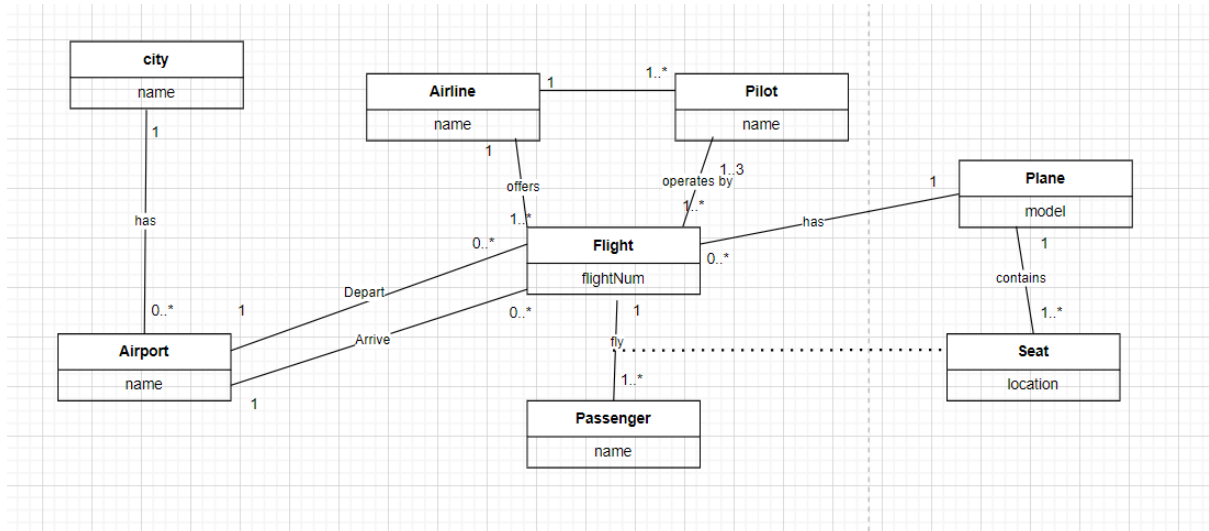 city
name
1
has
0..*
Airport
name
1
1
Depart
Arrive
0..*
0..*
Airline
name
1
1..*
Pilot
name
1
offers
1..*
1..3
operates by
1..*
Flight
flightNum
0..*
has
1
Plane
model
1
contains
1..*
Seat
location
1
fly
1..*
Passenger
name